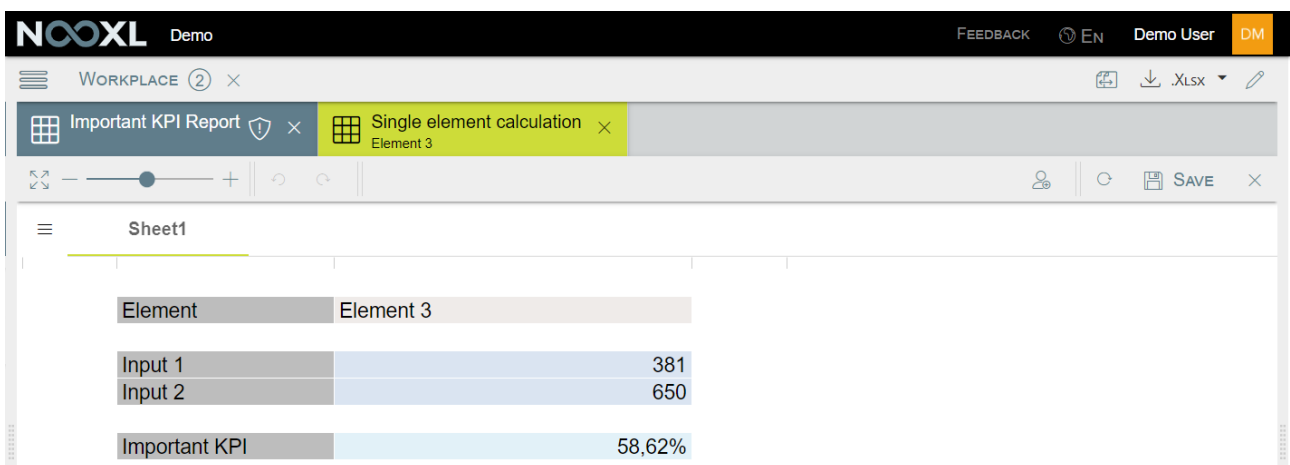 NOOXL Demo FEEDBACK EN Demo User DM
WORKPLACE 2 .XLSX
Important KPI Report Single element calculation
Element 3
SAVE
Sheet1
Element Element 3
Input 1 381
Input 2 650
Important KPI 58,62%